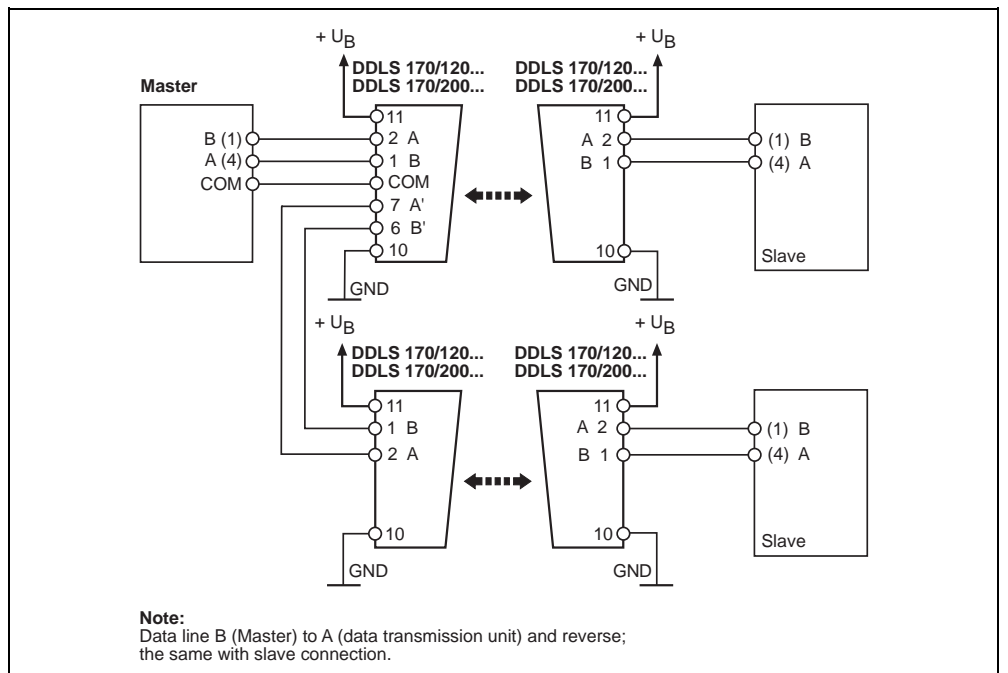 + UB
+ UB
DDLS 170/120...
DDLS 170/200...
DDLS 170/120...
DDLS 170/200...
Master
11
11
B (1)
2 A
A 2
(1) B
A (4)
1 B
B 1
(4) A
COM
COM
7 A'
6 B'
10
10
Slave
GND
GND
+ UB
+ UB
DDLS 170/120...
DDLS 170/200...
DDLS 170/120...
DDLS 170/200...
11
11
1 B
A 2
(1) B
2 A
B 1
(4) A
10
10
Slave
GND
GND
Note:
Data line B (Master) to A (data transmission unit) and reverse;
the same with slave connection.